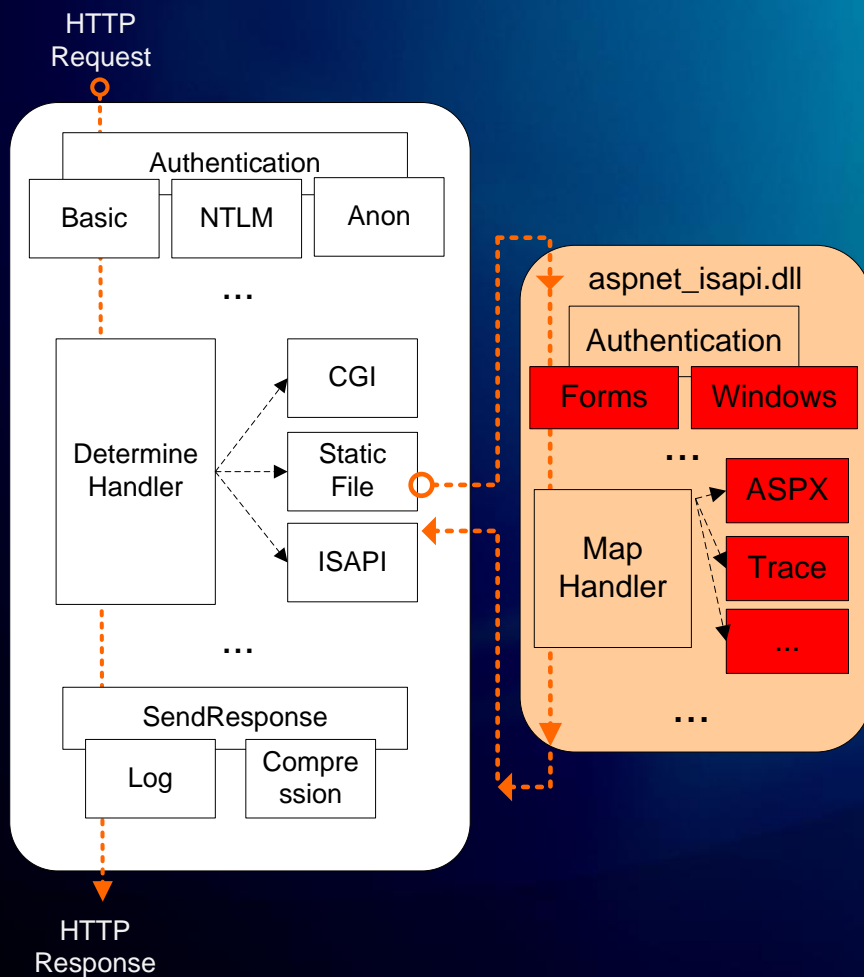 HTTP
Request
Authentication
Basic
NTLM
Anon
...
Determine
Handler
CGI
Static
File
ISAPI
...
SendResponse
Log
Compre
ssion
HTTP
Response
aspnet_isapi.dll
Authentication
Forms
Windows
...
Map
Handler
ASPX
Trace
...
...